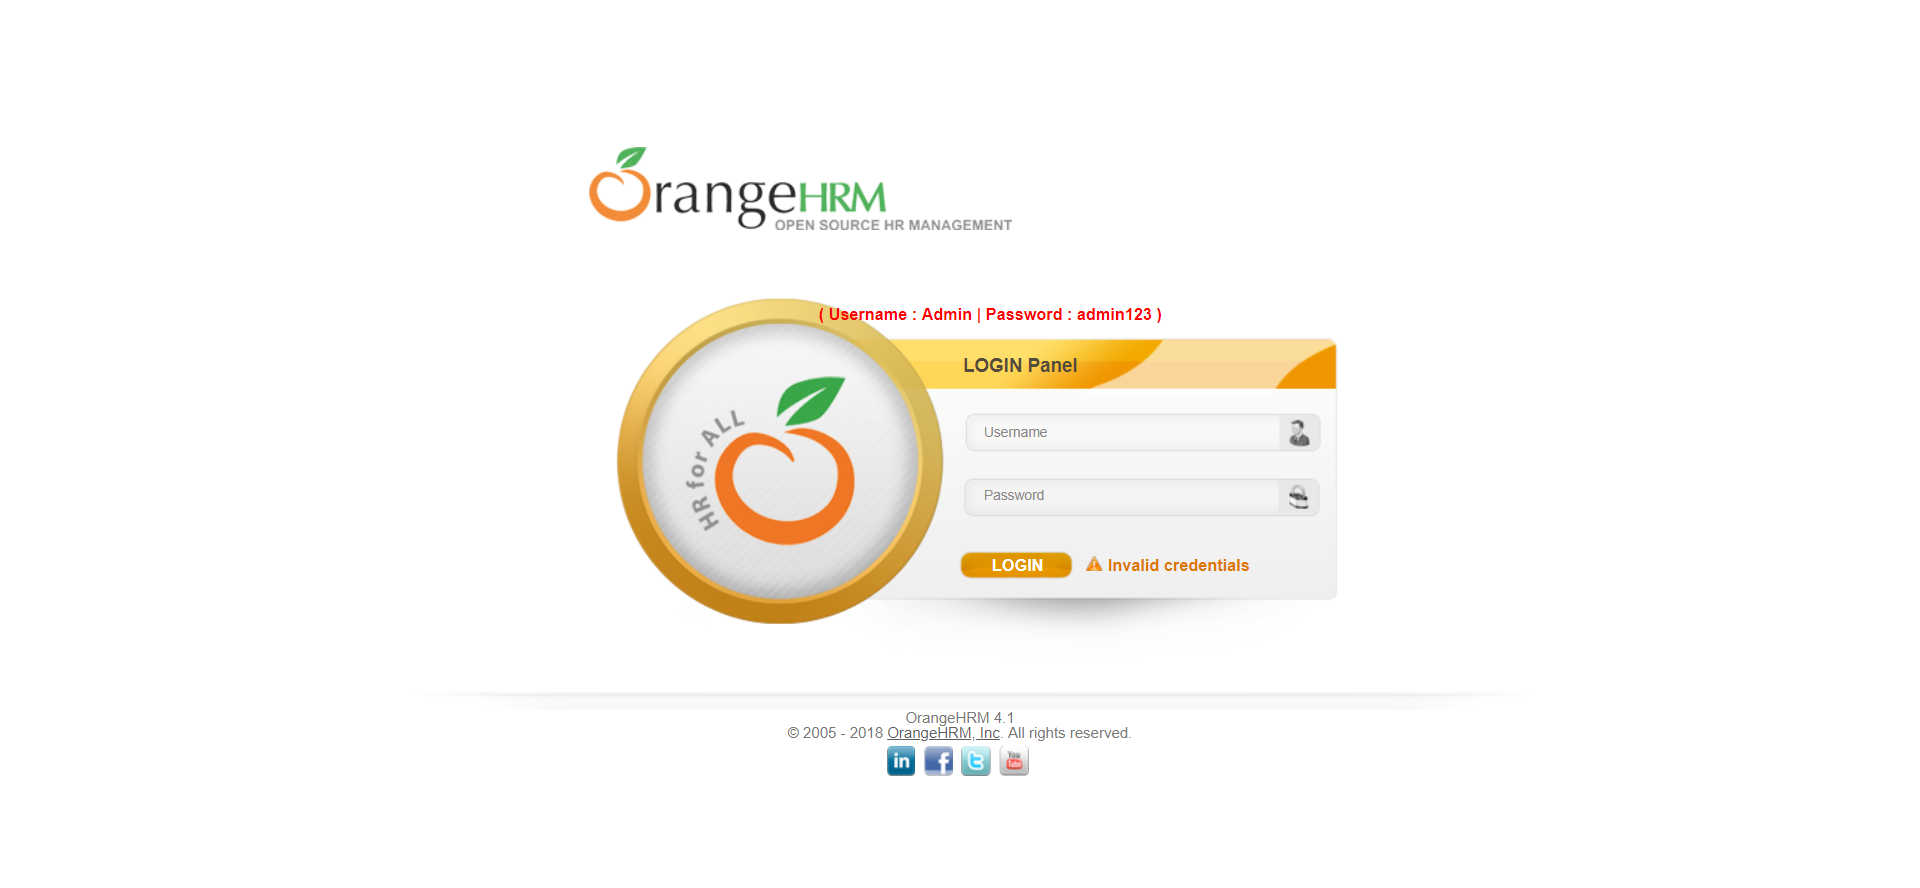 OrangeHRM
OPEN SOURCE HR MANAGEMENT
( Username : Admin | Password : admin123 )
LOGIN Panel
HR for ALL
Username
Password
LOGIN
Invalid credentials
OrangeHRM 4.1
© 2005 - 2018 OrangeHRM, Inc. All rights reserved.
in f t You Tube